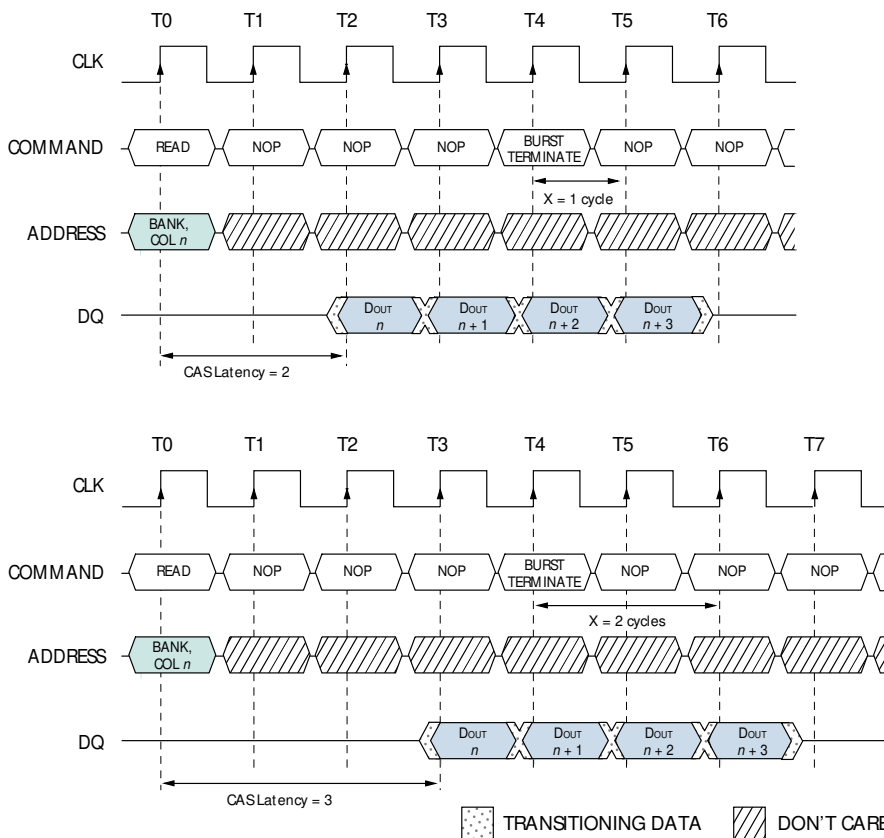 T0 T1 T2 T3 T4 T5 T6
CLK
COMMAND READ NOP NOP NOP BURST TERMINATE NOP NOP
X = 1 cycle
ADDRESS BANK, COL n
DQ DOUT n DOUT n + 1 DOUT n + 2 DOUT n + 3
CAS Latency = 2
T0 T1 T2 T3 T4 T5 T6 T7
CLK
COMMAND READ NOP NOP NOP BURST TERMINATE NOP NOP NOP
X = 2 cycles
ADDRESS BANK, COL n
DQ DOUT n DOUT n + 1 DOUT n + 2 DOUT n + 3
CAS Latency = 3
TRANSITIONING DATA DON'T CARE